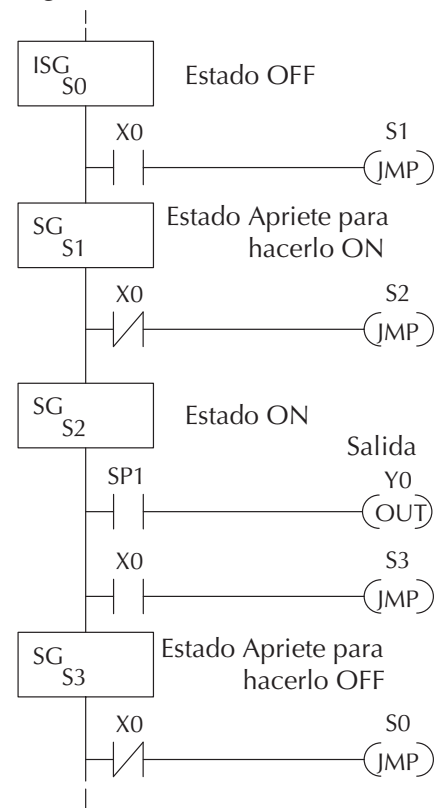 ISG
S0
Estado OFF
X0
S1
JMP
SG
S1
Estado Apriete para
hacerlo ON
X0
S2
JMP
SG
S2
Estado ON
Salida
SP1
Y0
OUT
X0
S3
JMP
SG
S3
Estado Apriete para
hacerlo OFF
X0
S0
JMP